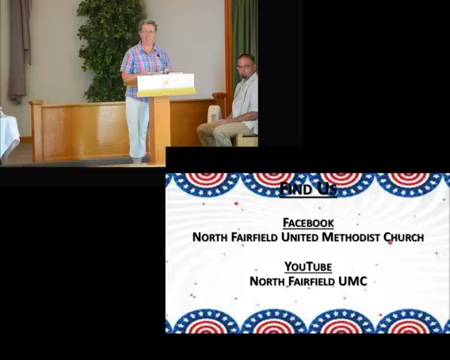 FIND US
FACEBOOK
NORTH FAIRFIELD UNITED METHODIST CHURCH
YOUTUBE
NORTH FAIRFIELD UMC